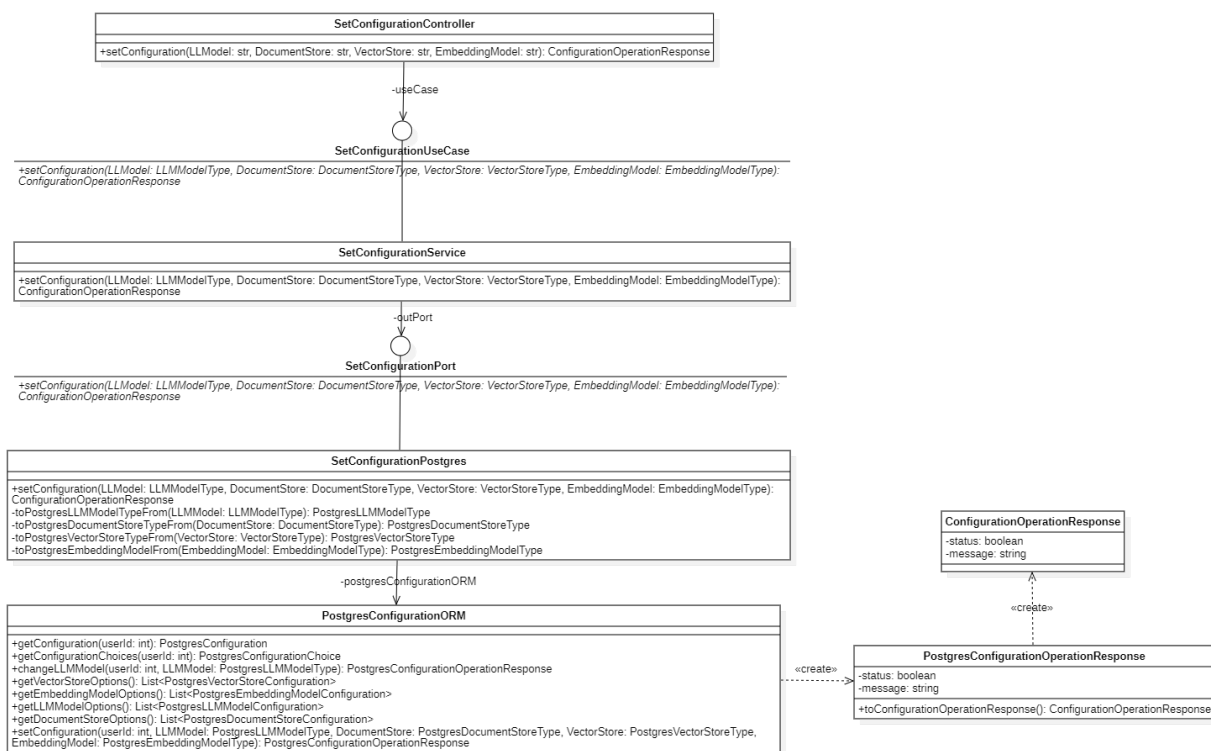 SetConfigurationController
+setConfiguration(LLModel: str, DocumentStore: str, VectorStore: str, EmbeddingModel: str): ConfigurationOperationResponse
-useCase
SetConfigurationUseCase
+setConfiguration(LLModel: LLMModelType, DocumentStore: DocumentStoreType, VectorStore: VectorStoreType, EmbeddingModel: EmbeddingModelType):
ConfigurationOperationResponse
SetConfigurationService
+setConfiguration(LLModel: LLMModelType, DocumentStore: DocumentStoreType, VectorStore: VectorStoreType, EmbeddingModel: EmbeddingModelType):
ConfigurationOperationResponse
-outPort
SetConfigurationPort
+setConfiguration(LLModel: LLMModelType, DocumentStore: DocumentStoreType, VectorStore: VectorStoreType, EmbeddingModel: EmbeddingModelType):
ConfigurationOperationResponse
SetConfigurationPostgres
+setConfiguration(LLModel: LLMModelType, DocumentStore: DocumentStoreType, VectorStore: VectorStoreType, EmbeddingModel: EmbeddingModelType):
ConfigurationOperationResponse
-toPostgresLLMModelTypeFrom(LLModel: LLMModelType): PostgresLLMModelType
-toPostgresDocumentStoreTypeFrom(DocumentStore: DocumentStoreType): PostgresDocumentStoreType
-toPostgresVectorStoreTypeFrom(VectorStore: VectorStoreType): PostgresVectorStoreType
-toPostgresEmbeddingModelFrom(EmbeddingModel: EmbeddingModelType): PostgresEmbeddingModelType
-postgresConfigurationORM
PostgresConfigurationORM
+getConfiguration(userId: int): PostgresConfiguration
+getConfigurationChoices(userId: int): PostgresConfigurationChoice
+changeLLMModel(userId: int, LLMModel: PostgresLLMModelType): PostgresConfigurationOperationResponse
+getVectorStoreOptions(): List<PostgresVectorStoreConfiguration>
+getEmbeddingModelOptions(): List<PostgresEmbeddingModelConfiguration>
+getLLMModelOptions(): List<PostgresLLMModelConfiguration>
+getDocumentStoreOptions(): List<PostgresDocumentStoreConfiguration>
+setConfiguration(userId: int, LLModel: PostgresLLMModelType, DocumentStore: PostgresDocumentStoreType, VectorStore: PostgresVectorStoreType,
EmbeddingModel: PostgresEmbeddingModelType): PostgresConfigurationOperationResponse
«create»
ConfigurationOperationResponse
-status: boolean
-message: string
«create»
PostgresConfigurationOperationResponse
-status: boolean
-message: string
+toConfigurationOperationResponse(): ConfigurationOperationResponse